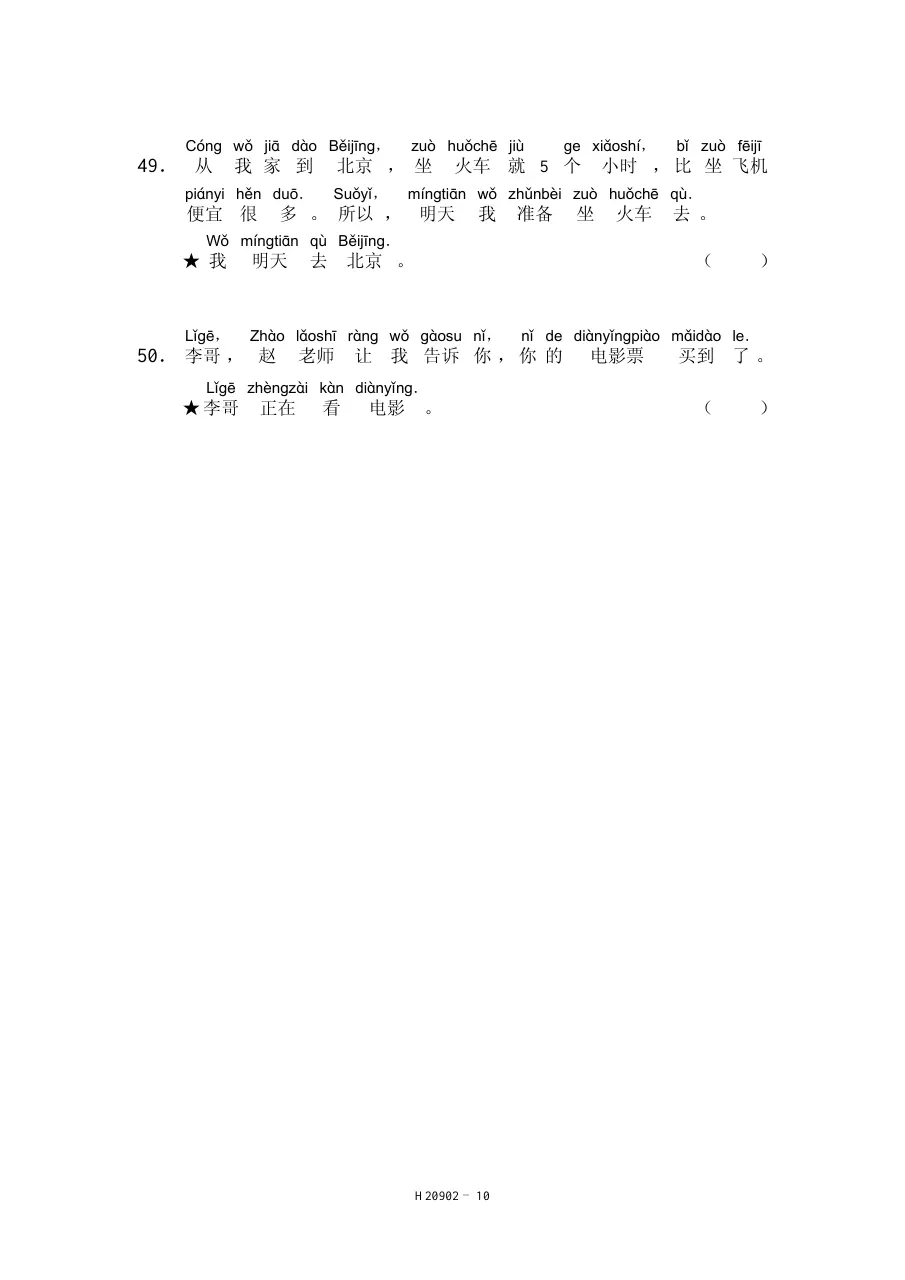 Cóng wǒ jiā dào Běijīng, zuò huǒchē jiù ge xiǎoshí, bǐ zuò fēijī
49. 从 我 家 到 北京 , 坐 火车 就 5 个 小时 , 比 坐 飞机
piányi hěn duō. Suǒyǐ, míngtiān wǒ zhǔnbèi zuò huǒchē qù.
便宜 很 多 。 所以 , 明天 我 准备 坐 火车 去 。
Wǒ míngtiān qù Běijīng.
★ 我 明天 去 北京 。 ( )
Lǐgē, Zhào lǎoshī ràng wǒ gàosu nǐ, nǐ de diànyǐngpiào mǎidào le.
50. 李哥 , 赵 老师 让 我 告诉 你 , 你 的 电影票 买到 了 。
Lǐgē zhèngzài kàn diànyǐng.
★ 李哥 正在 看 电影 。 ( )
H20902 - 10